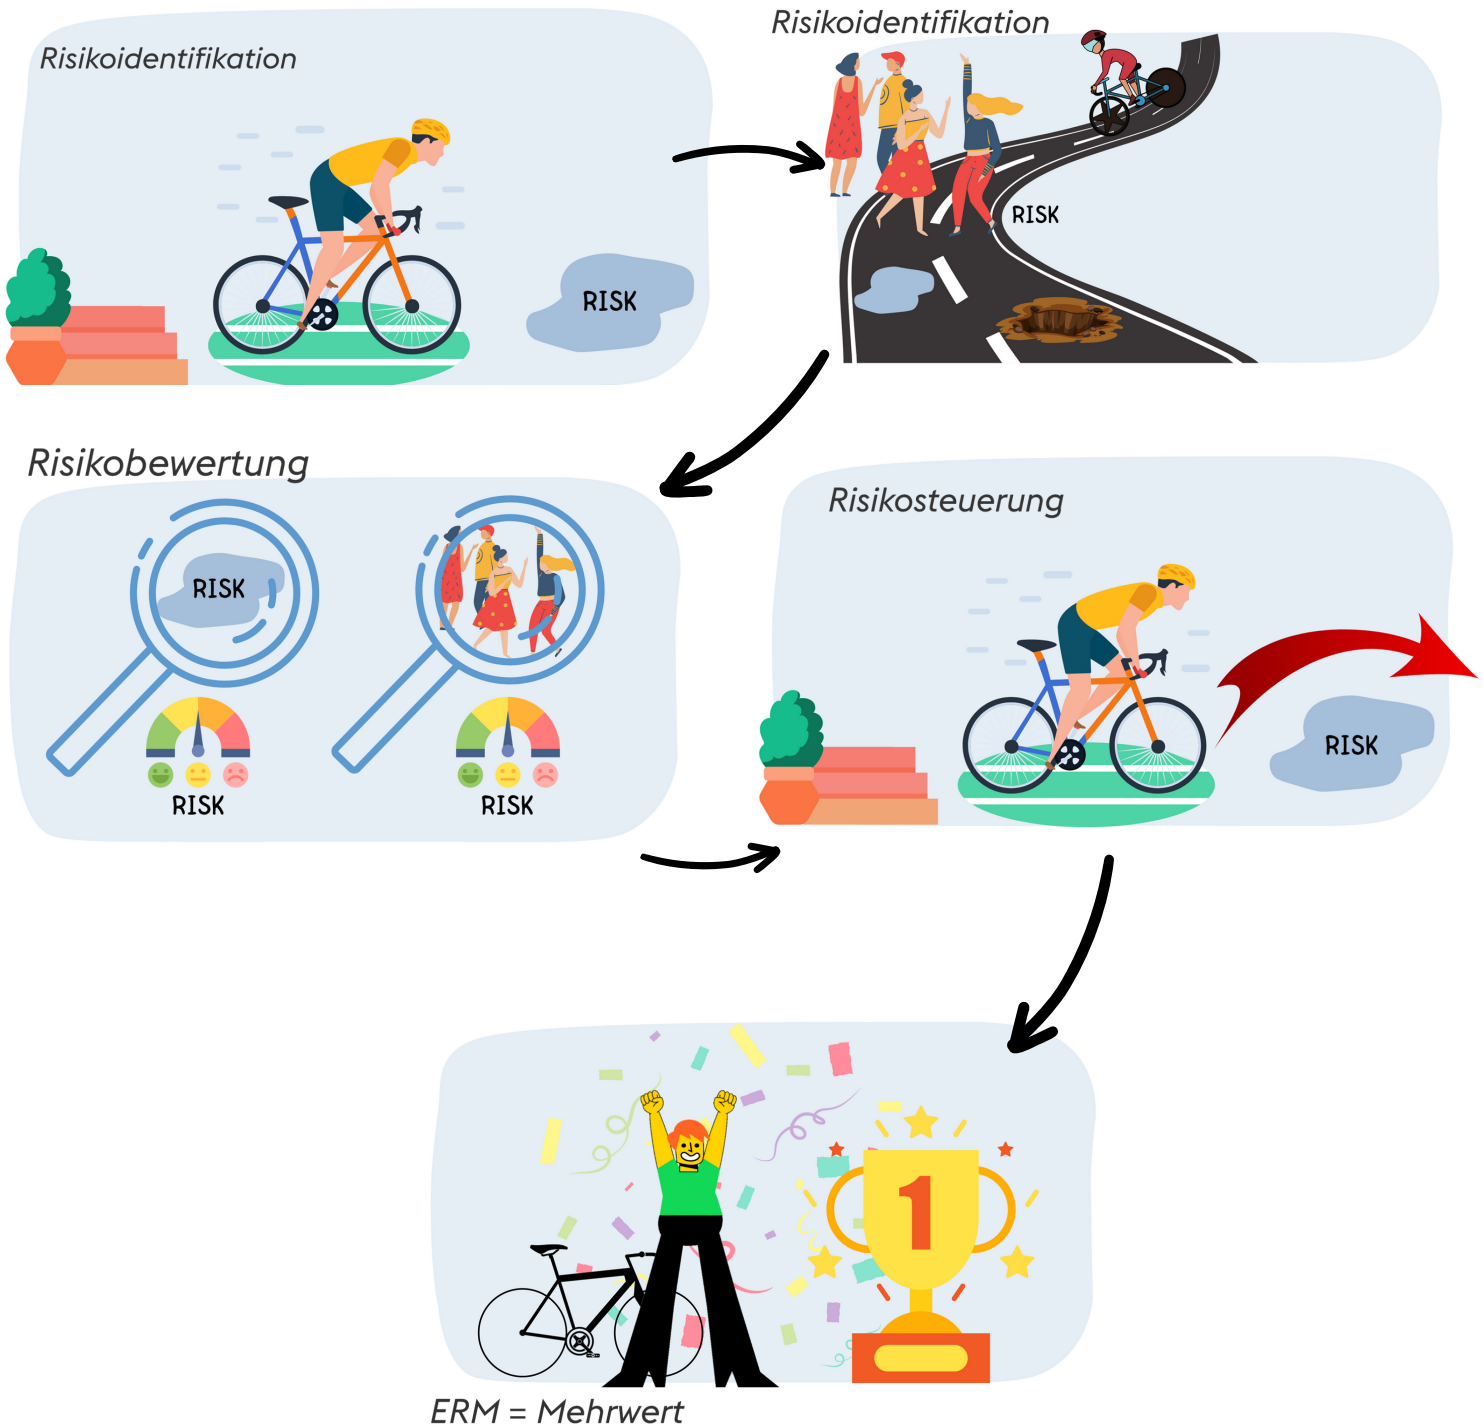 Risikoidentifikation
RISK
Risikoidentifikation
RISK
Risikobewertung
RISK
RISK
RISK
Risikosteuerung
RISK
1
ERM = Mehrwert